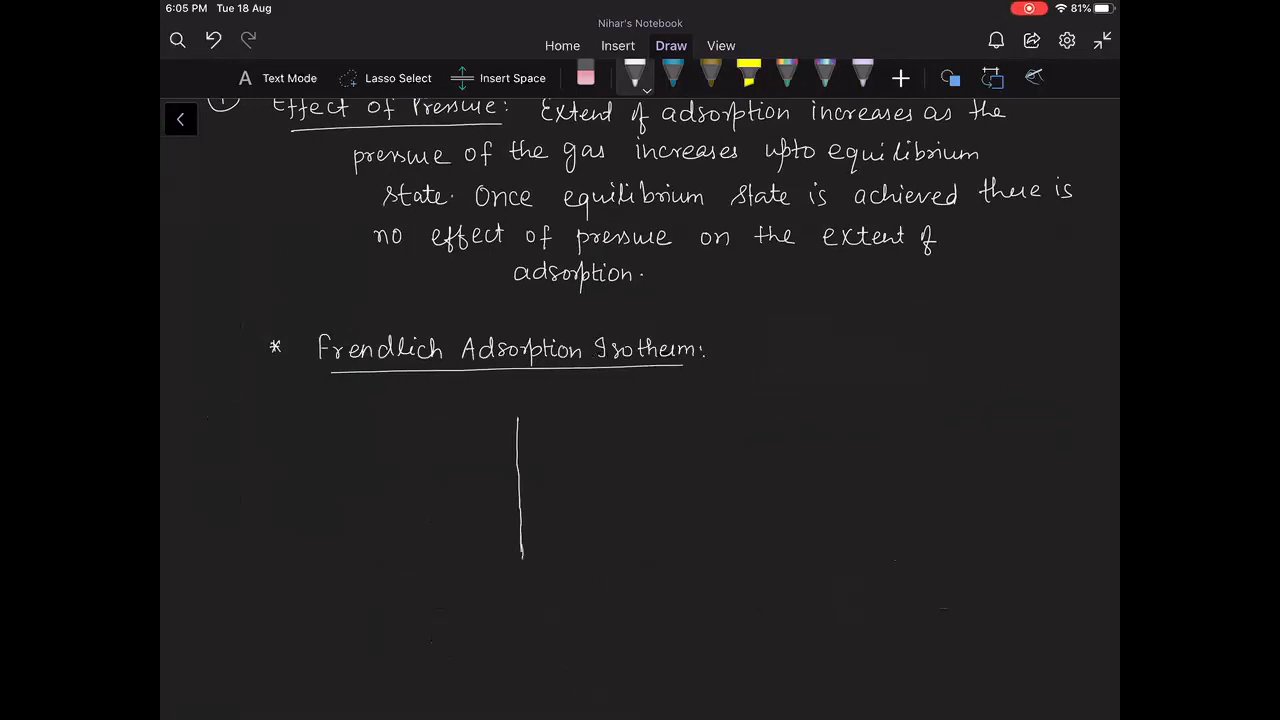 6:05 PM Tue 18 Aug
81%
Nihar's Notebook
Home Insert Draw View
Text Mode Lasso Select Insert Space
Effect of Pressure: Extent of adsorption increases as the
pressure of the gas increases upto equilibrium
state. Once equilibrium state is achieved there is
no effect of pressure on the extent of
adsorption.
* Frendlich Adsorption Isotherm: